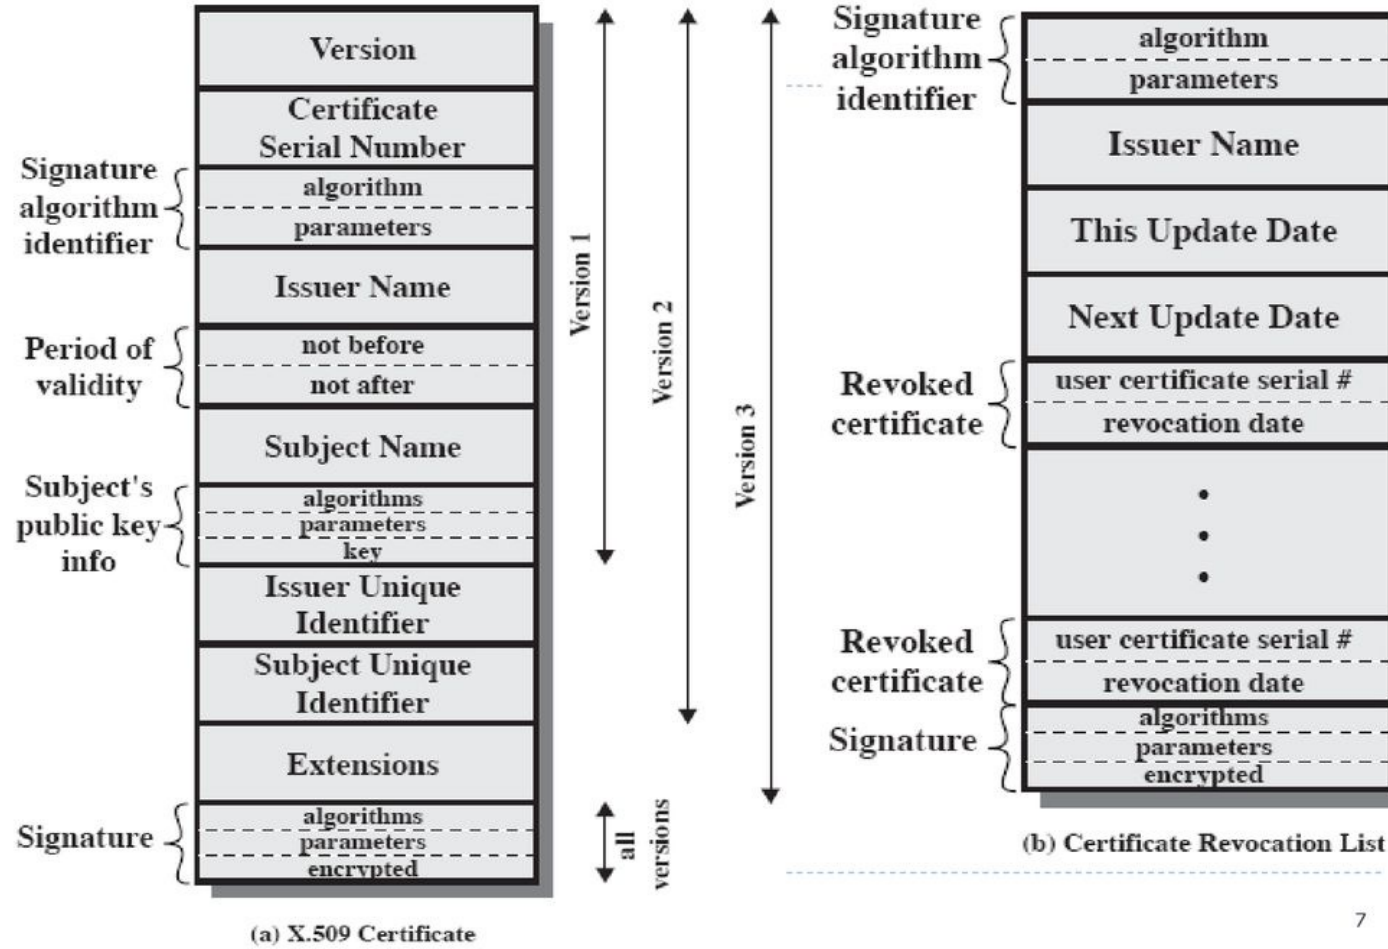 Version
Certificate
Serial Number
Signature
algorithm
identifier
algorithm
parameters
Issuer Name
Period of
validity
not before
not after
Subject Name
Subject's
public key
info
algorithms
parameters
key
Issuer Unique
Identifier
Subject Unique
Identifier
Extensions
Signature
algorithms
parameters
encrypted
Version 1
Version 2
Version 3
all
versions
(a) X.509 Certificate
Signature
algorithm
identifier
algorithm
parameters
Issuer Name
This Update Date
Next Update Date
Revoked
certificate
user certificate serial #
revocation date
Revoked
certificate
user certificate serial #
revocation date
Signature
algorithms
parameters
encrypted
(b) Certificate Revocation List
7